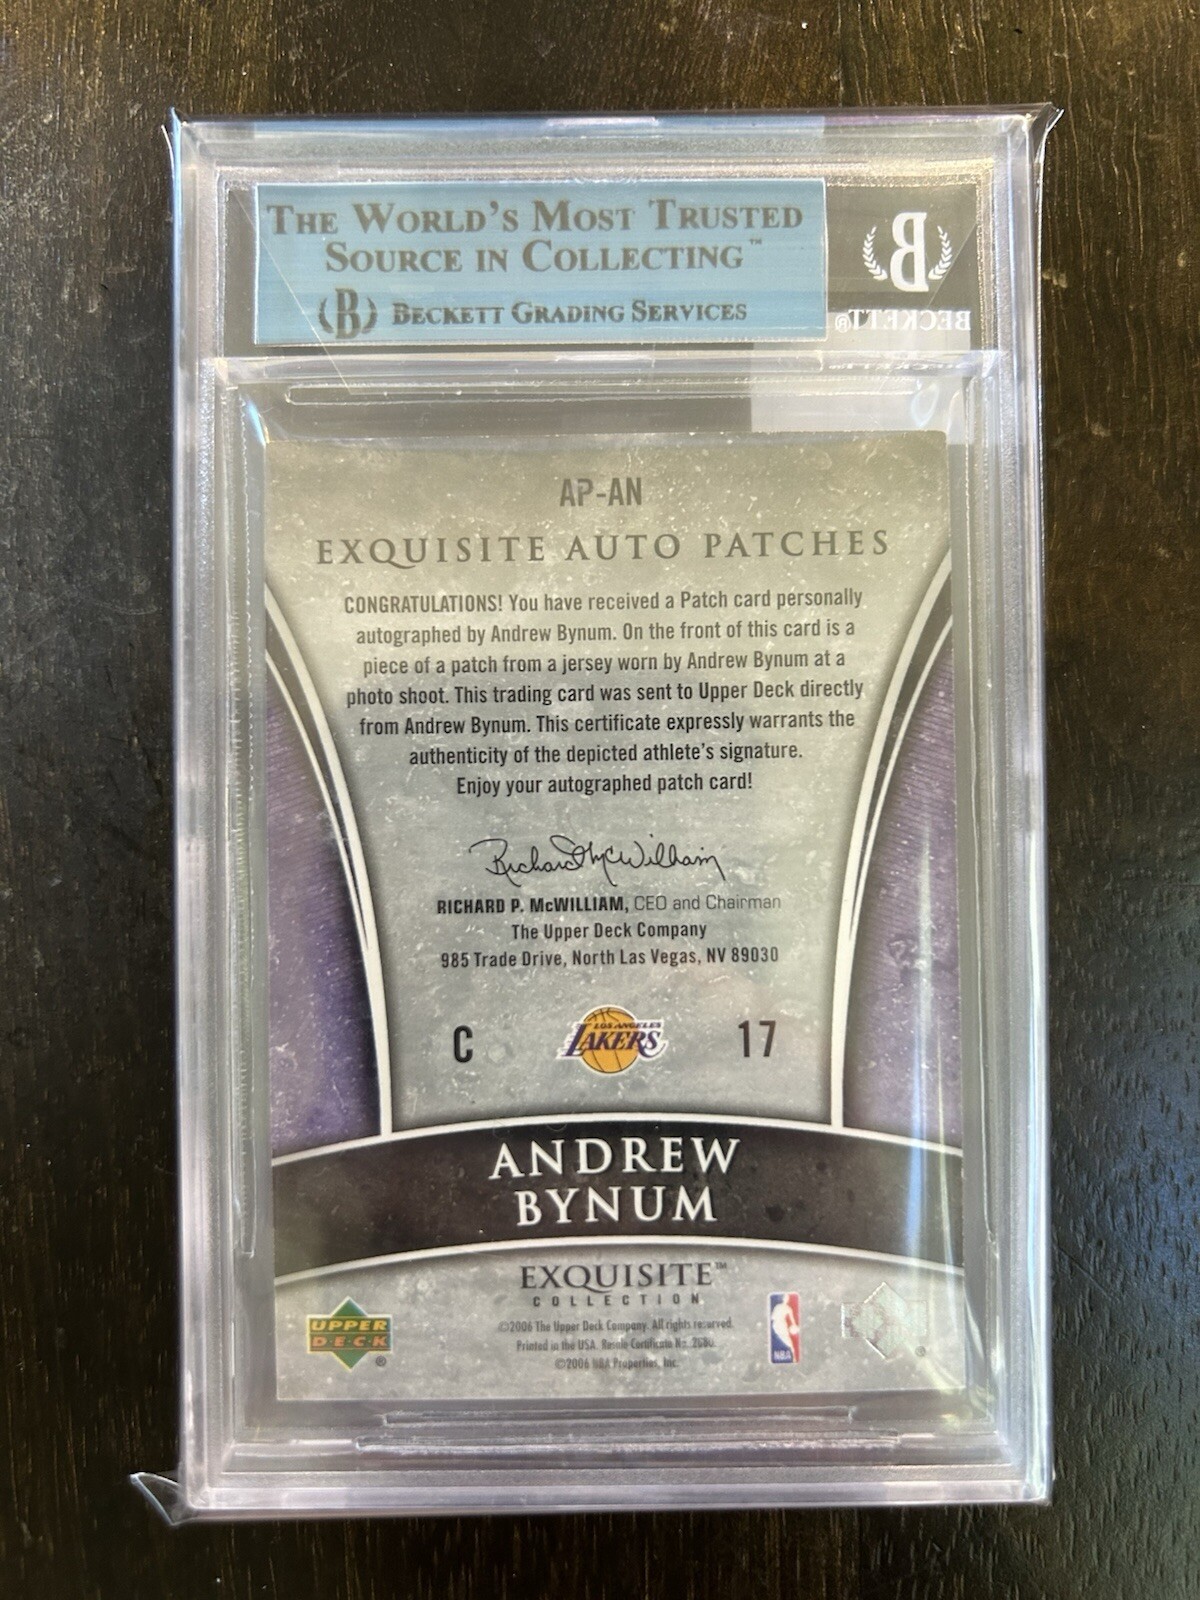 THE WORLD'S MOST TRUSTED
SOURCE IN COLLECTING™
B BECKETT GRADING SERVICES
B
BECKETT®
AP-AN
EXQUISITE AUTO PATCHES
CONGRATULATIONS! You have received a Patch card personally
autographed by Andrew Bynum. On the front of this card is a
piece of a patch from a jersey worn by Andrew Bynum at a
photo shoot. This trading card was sent to Upper Deck directly
from Andrew Bynum. This certificate expressly warrants the
authenticity of the depicted athlete's signature.
Enjoy your autographed patch card!
Richard McWilliam
RICHARD P. McWILLIAM, CEO and Chairman
The Upper Deck Company
985 Trade Drive, North Las Vegas, NV 89030
C
LOS ANGELES
LAKERS
17
ANDREW
BYNUM
EXQUISITE™
COLLECTION
UPPER
DECK
®
©2006 The Upper Deck Company. All rights reserved.
Printed in the USA. Resale Certificate No.
©2006 NBA Properties, Inc.
NBA